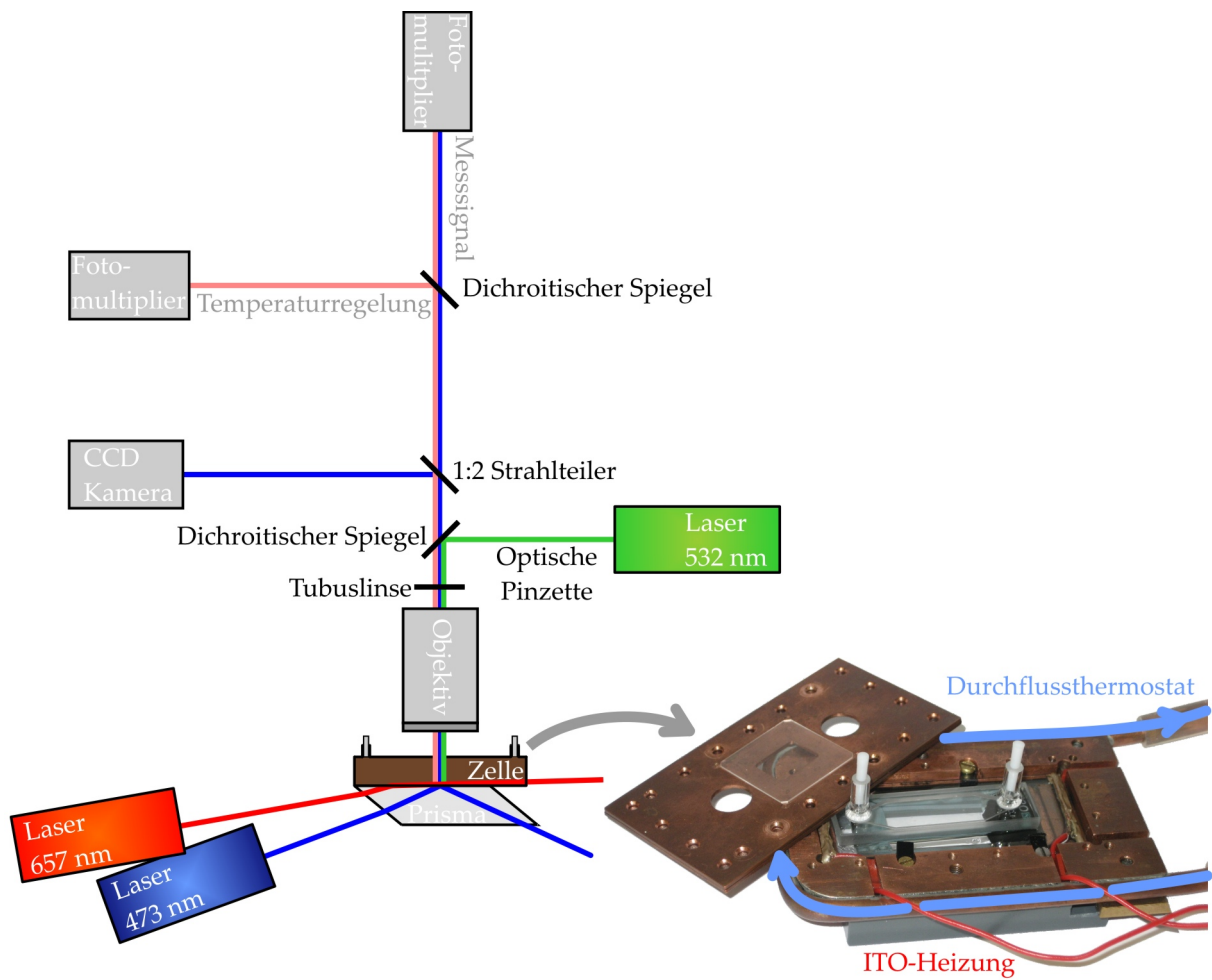 Foto-
mulitplier
Messsignal
Foto-
multiplier
Temperaturregelung
Dichroitischer Spiegel
CCD
Kamera
1:2 Strahlteiler
Dichroitischer Spiegel
Laser
532 nm
Optische
Pinzette
Tubuslinse
Objektiv
Zelle
Prisma
Laser
657 nm
Laser
473 nm
Durchflussthermostat
ITO-Heizung